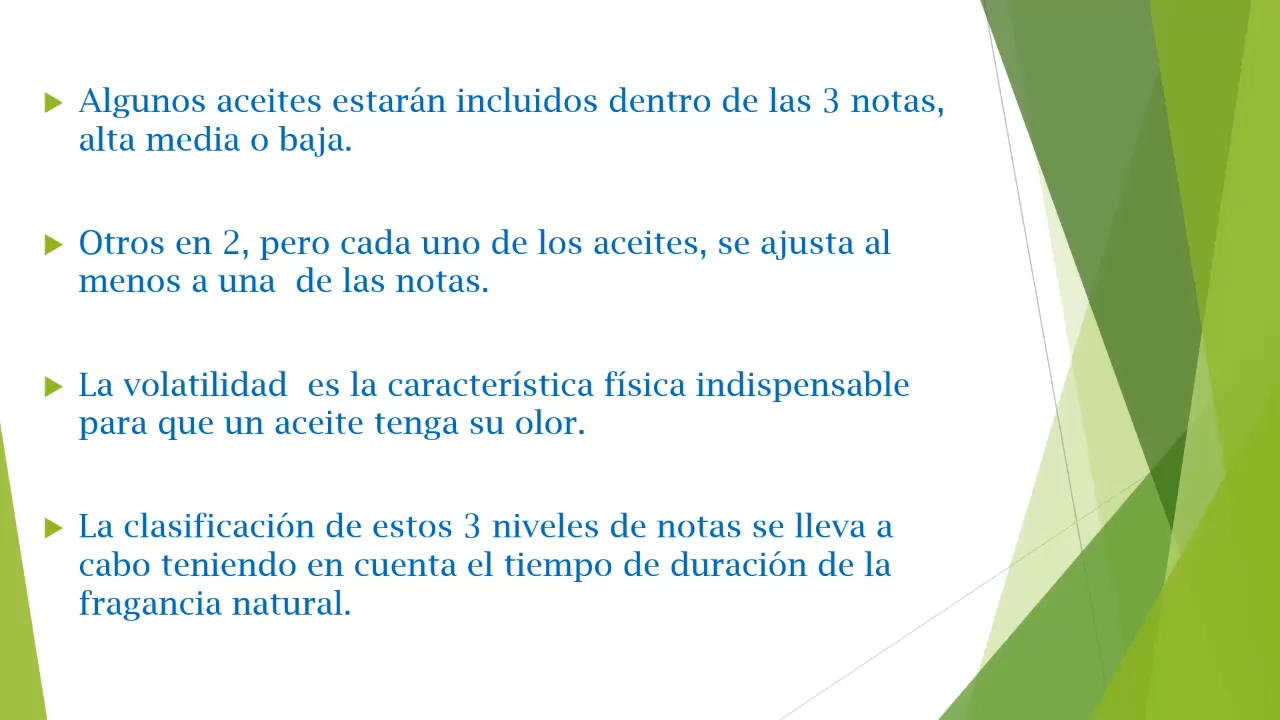 Algunos aceites estarán incluidos dentro de las 3 notas,
alta media o baja.
Otros en 2, pero cada uno de los aceites, se ajusta al
menos a una  de las notas.
La volatilidad  es la característica física indispensable
para que un aceite tenga su olor.
La clasificación de estos 3 niveles de notas se lleva a
cabo teniendo en cuenta el tiempo de duración de la
fragancia natural.